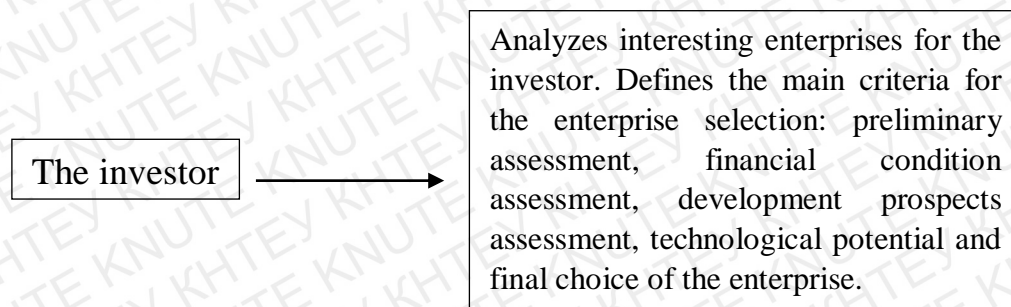 Analyzes interesting enterprises for the
investor. Defines the main criteria for
the enterprise selection: preliminary
assessment, financial condition
assessment, development prospects
assessment, technological potential and
final choice of the enterprise.
The investor